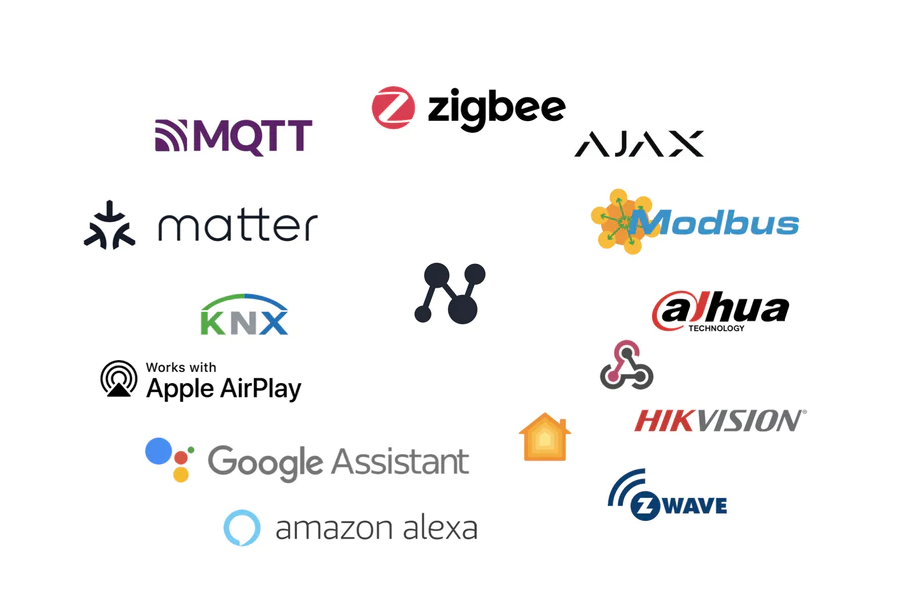 zigbee
MQTT
AJAX
matter
Modbus
KNX
alhua
TECHNOLOGY
Works with
Apple AirPlay
HIKVISION®
Google Assistant
Z WAVE
amazon alexa